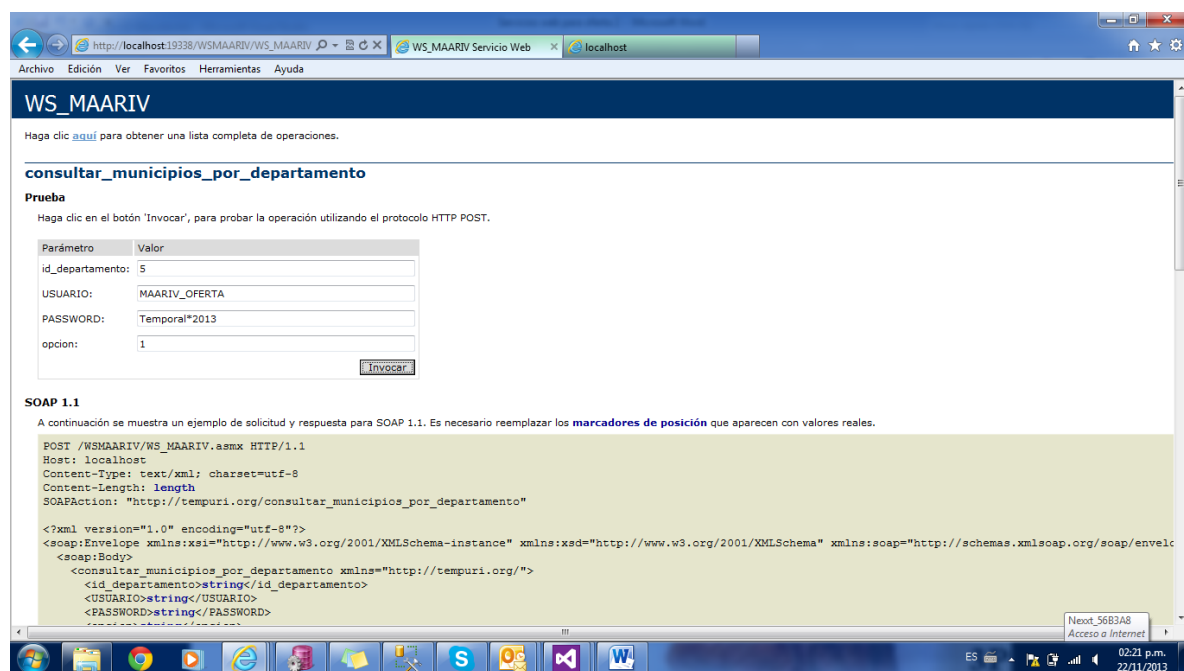 http://localhost:19338/WSMAARIV/WS_MAARIV
WS_MAARIV Servicio Web
localhost
Archivo Edición Ver Favoritos Herramientas Ayuda
WS_MAARIV
Haga clic aquí para obtener una lista completa de operaciones.
consultar_municipios_por_departamento
Prueba
Haga clic en el botón 'Invocar', para probar la operación utilizando el protocolo HTTP POST.
Parámetro Valor
id_departamento: 5
USUARIO: MAARIV_OFERTA
PASSWORD: Temporal*2013
opcion: 1
Invocar
SOAP 1.1
A continuación se muestra un ejemplo de solicitud y respuesta para SOAP 1.1. Es necesario reemplazar los marcadores de posición que aparecen con valores reales.
POST /WSMAARIV/WS_MAARIV.asmx HTTP/1.1
Host: localhost
Content-Type: text/xml; charset=utf-8
Content-Length: length
SOAPAction: "http://tempuri.org/consultar_municipios_por_departamento"
<?xml version="1.0" encoding="utf-8"?>
<soap:Envelope xmlns:xsi="http://www.w3.org/2001/XMLSchema-instance" xmlns:xsd="http://www.w3.org/2001/XMLSchema" xmlns:soap="http://schemas.xmlsoap.org/soap/envelo
<soap:Body>
<consultar_municipios_por_departamento xmlns="http://tempuri.org/">
<id_departamento>string</id_departamento>
<USUARIO>string</USUARIO>
<PASSWORD>string</PASSWORD>
Nexxt_56B3A8
Acceso a Internet
ES
02:21 p.m.
22/11/2013